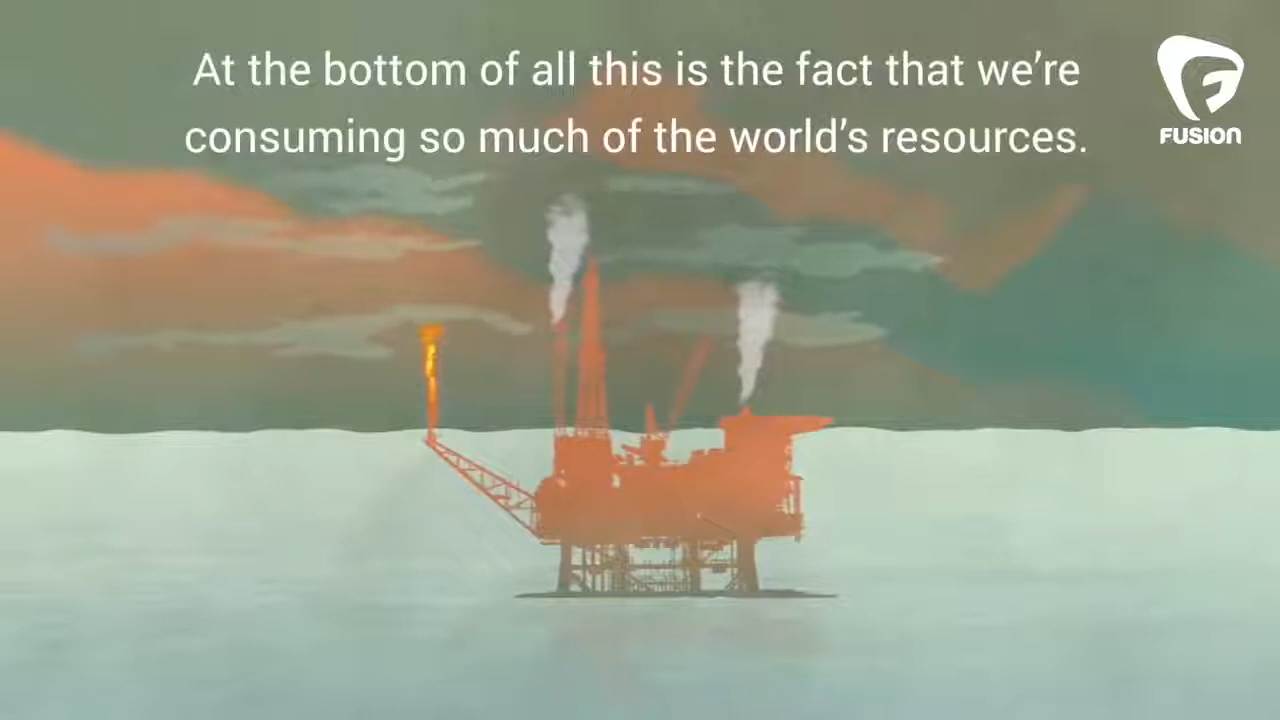 At the bottom of all this is the fact that we’re
consuming so much of the world’s resources.
FUSION